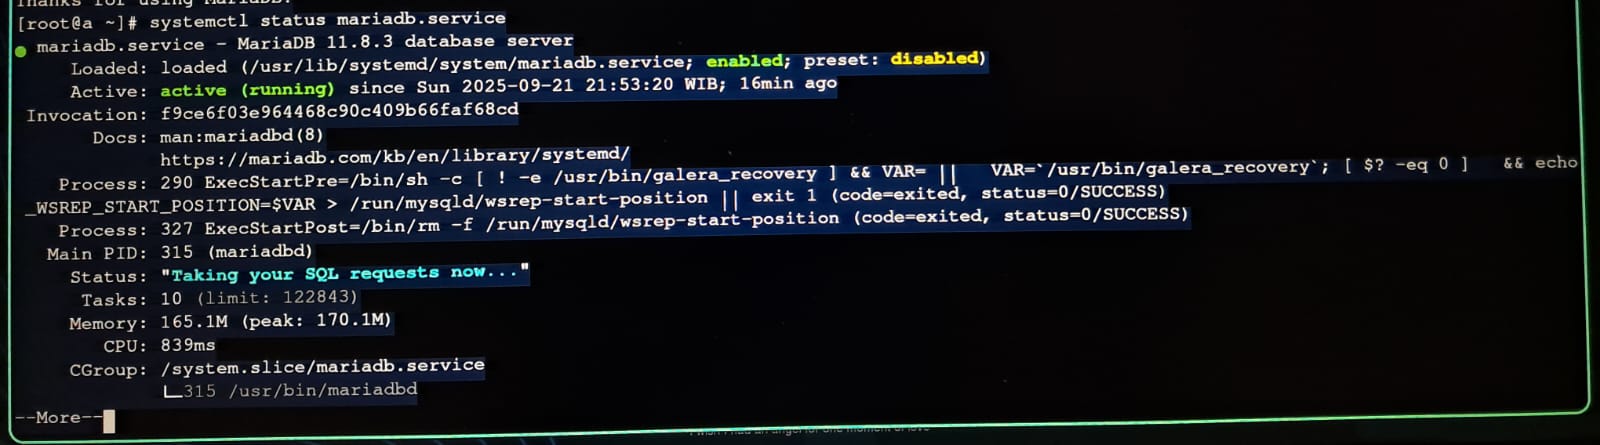 Thanks for using MariaDB!
[root@a ~]# systemctl status mariadb.service
● mariadb.service - MariaDB 11.8.3 database server
Loaded: loaded (/usr/lib/systemd/system/mariadb.service; enabled; preset: disabled)
Active: active (running) since Sun 2025-09-21 21:53:20 WIB; 16min ago
Invocation: f9ce6f03e964468c90c409b66faf68cd
Docs: man:mariadbd(8)
https://mariadb.com/kb/en/library/systemd/
Process: 290 ExecStartPre=/bin/sh -c [ ! -e /usr/bin/galera_recovery ] && VAR= || VAR=`/usr/bin/galera_recovery`; [ $? -eq 0 ] && echo
_WSREP_START_POSITION=$VAR > /run/mysqld/wsrep-start-position || exit 1 (code=exited, status=0/SUCCESS)
Process: 327 ExecStartPost=/bin/rm -f /run/mysqld/wsrep-start-position (code=exited, status=0/SUCCESS)
Main PID: 315 (mariadbd)
Status: "Taking your SQL requests now..."
Tasks: 10 (limit: 122843)
Memory: 165.1M (peak: 170.1M)
CPU: 839ms
CGroup: /system.slice/mariadb.service
└─315 /usr/bin/mariadbd
--More--